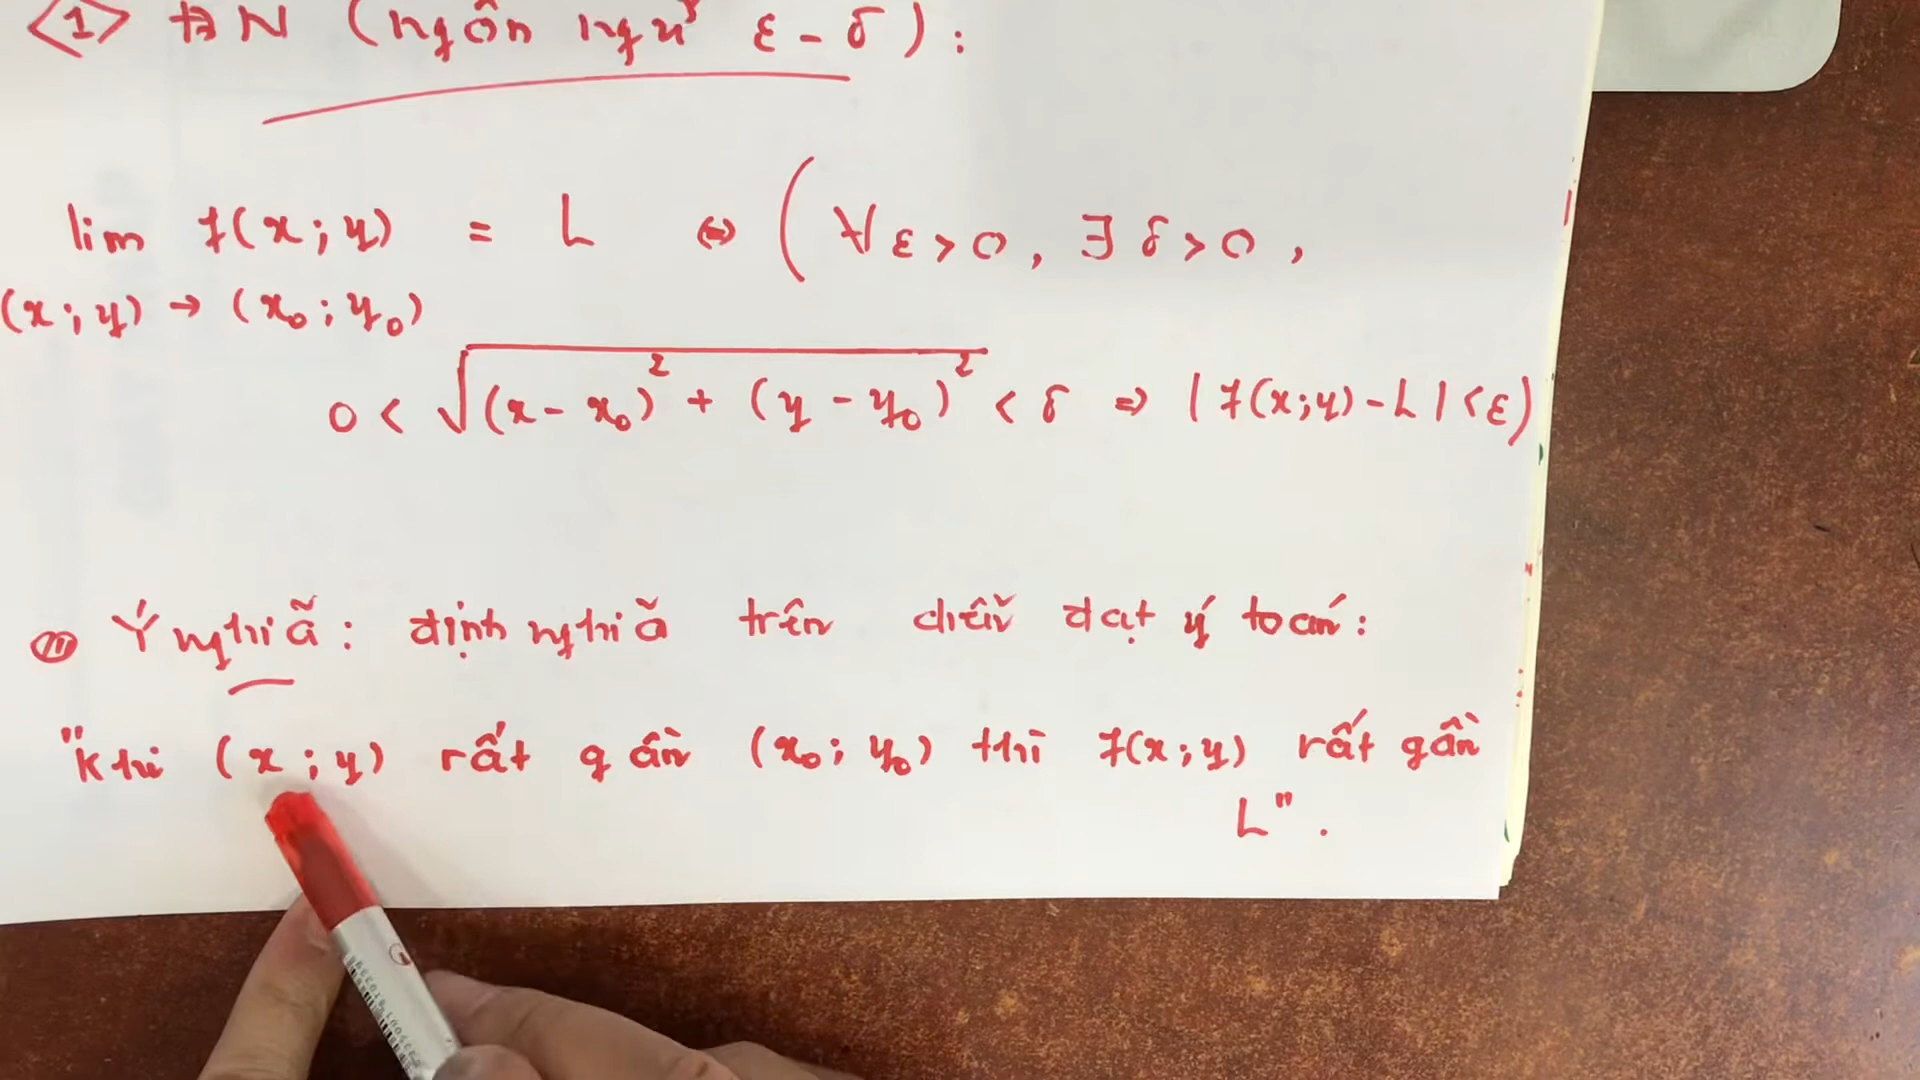 <1> ĐN (ngôn ngữ ε - δ) :
lim f(x;y) = L ⇔ ( ∀ε > 0, ∃ δ > 0,
(x;y) → (x₀;y₀)
0 < √((x - x₀)² + (y - y₀)²) < δ ⇒ | f(x;y) - L | < ε)
Ý nghĩa : định nghĩa trên diễn đạt ý toán :
"khi (x;y) rất gần (x₀;y₀) thì f(x;y) rất gần
L".